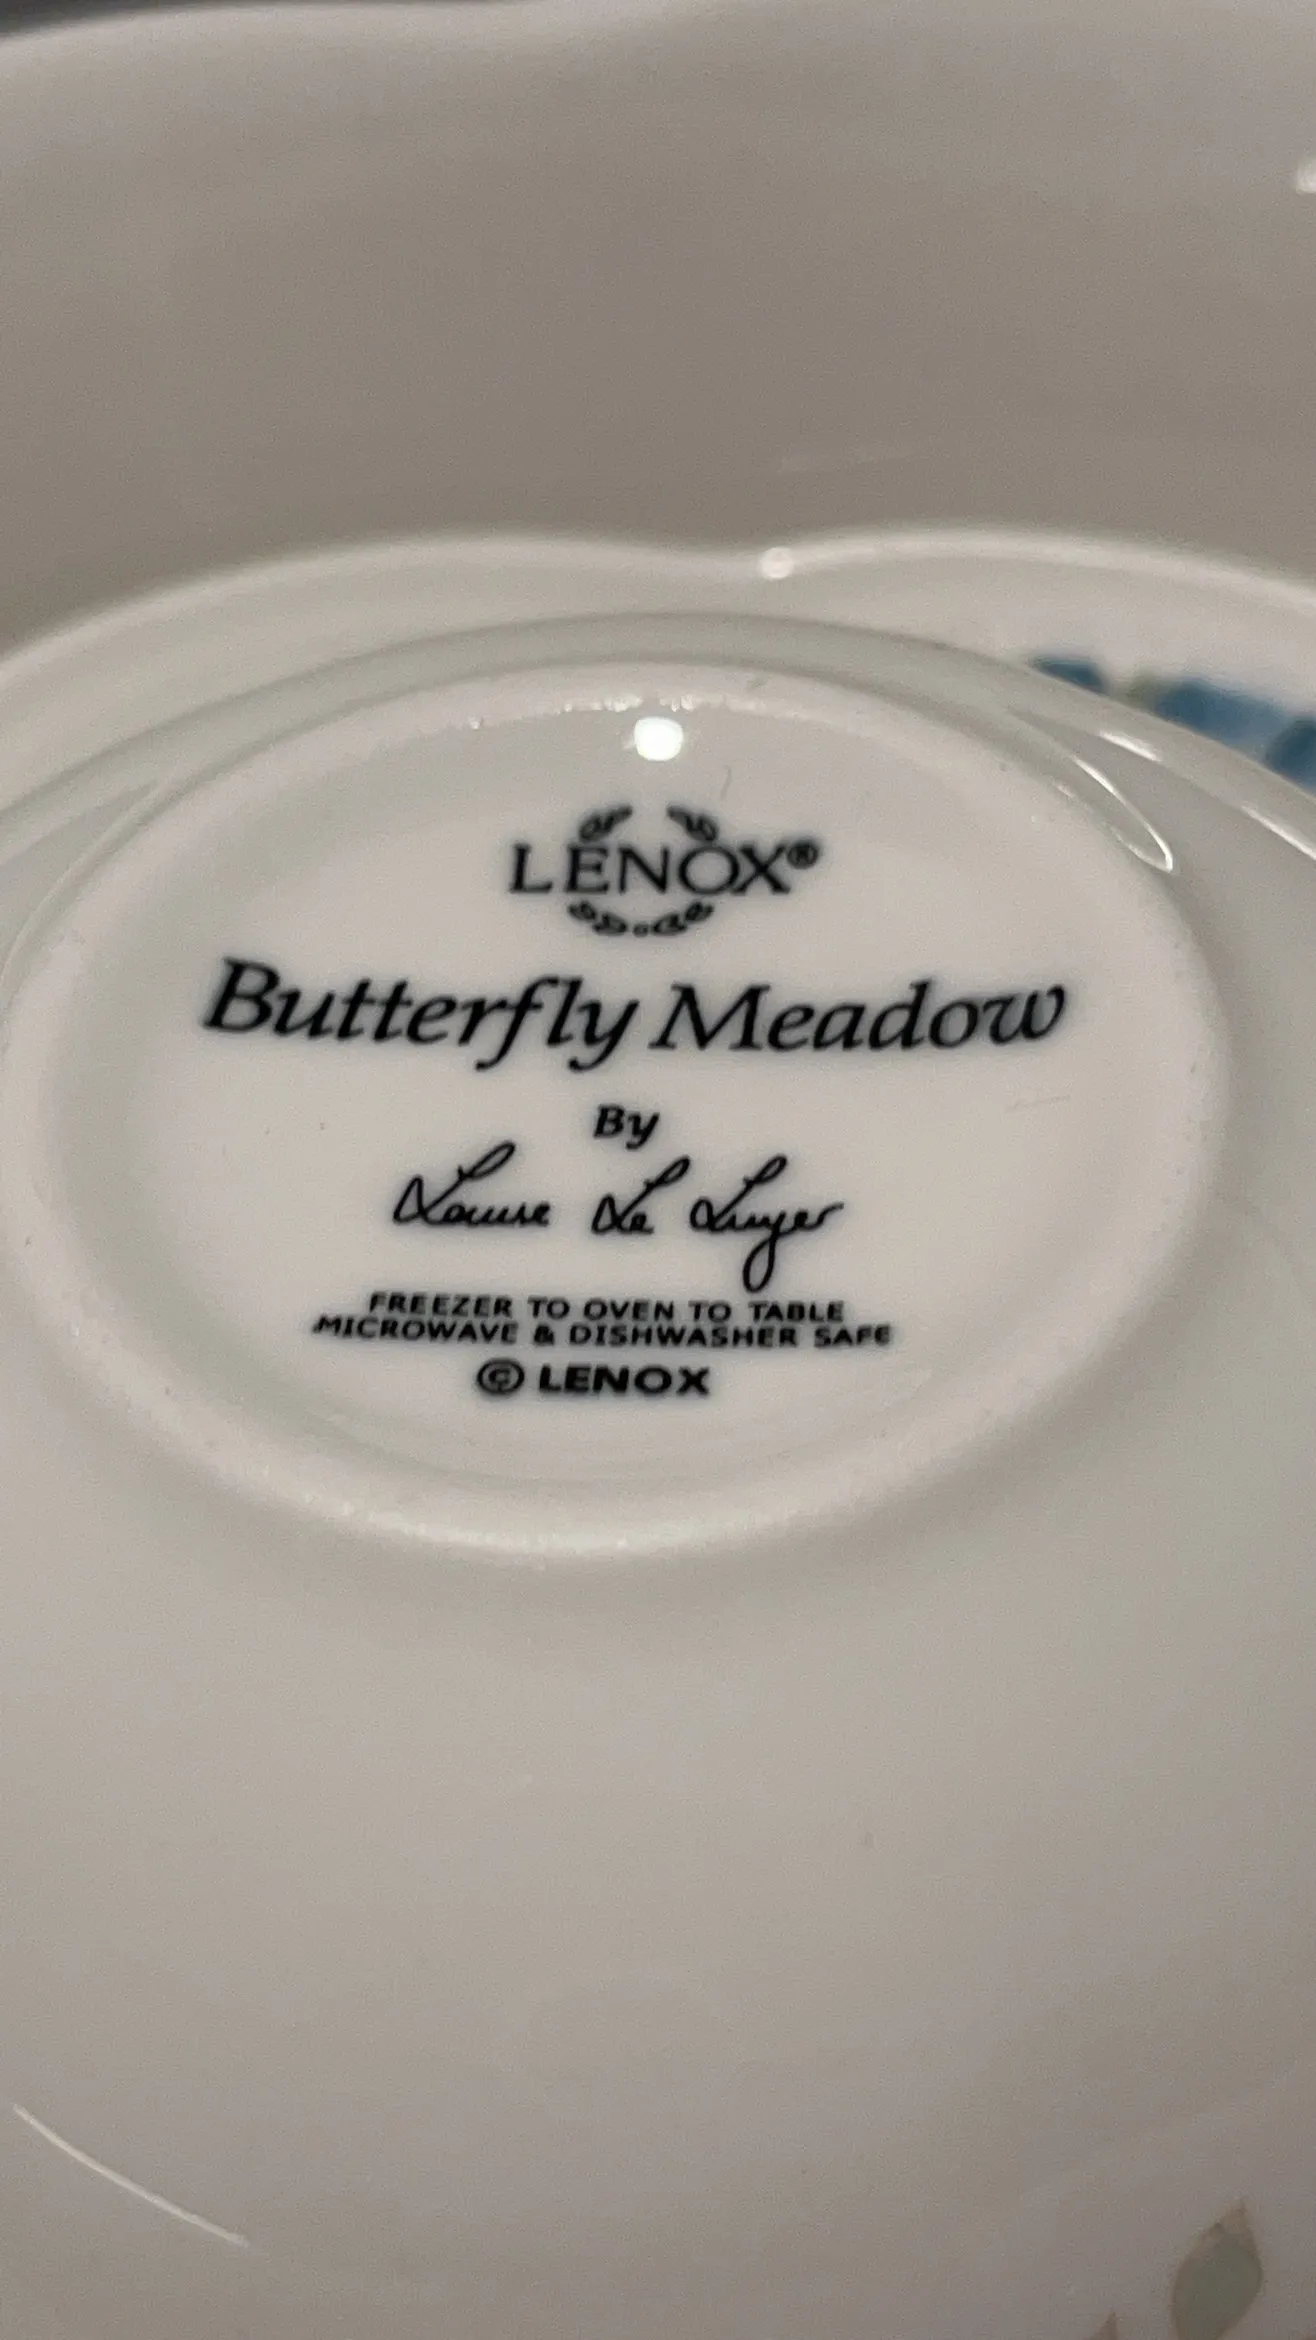 LENOX®
Butterfly Meadow
By
Louise Le Luyer
FREEZER TO OVEN TO TABLE
MICROWAVE & DISHWASHER SAFE
© LENOX